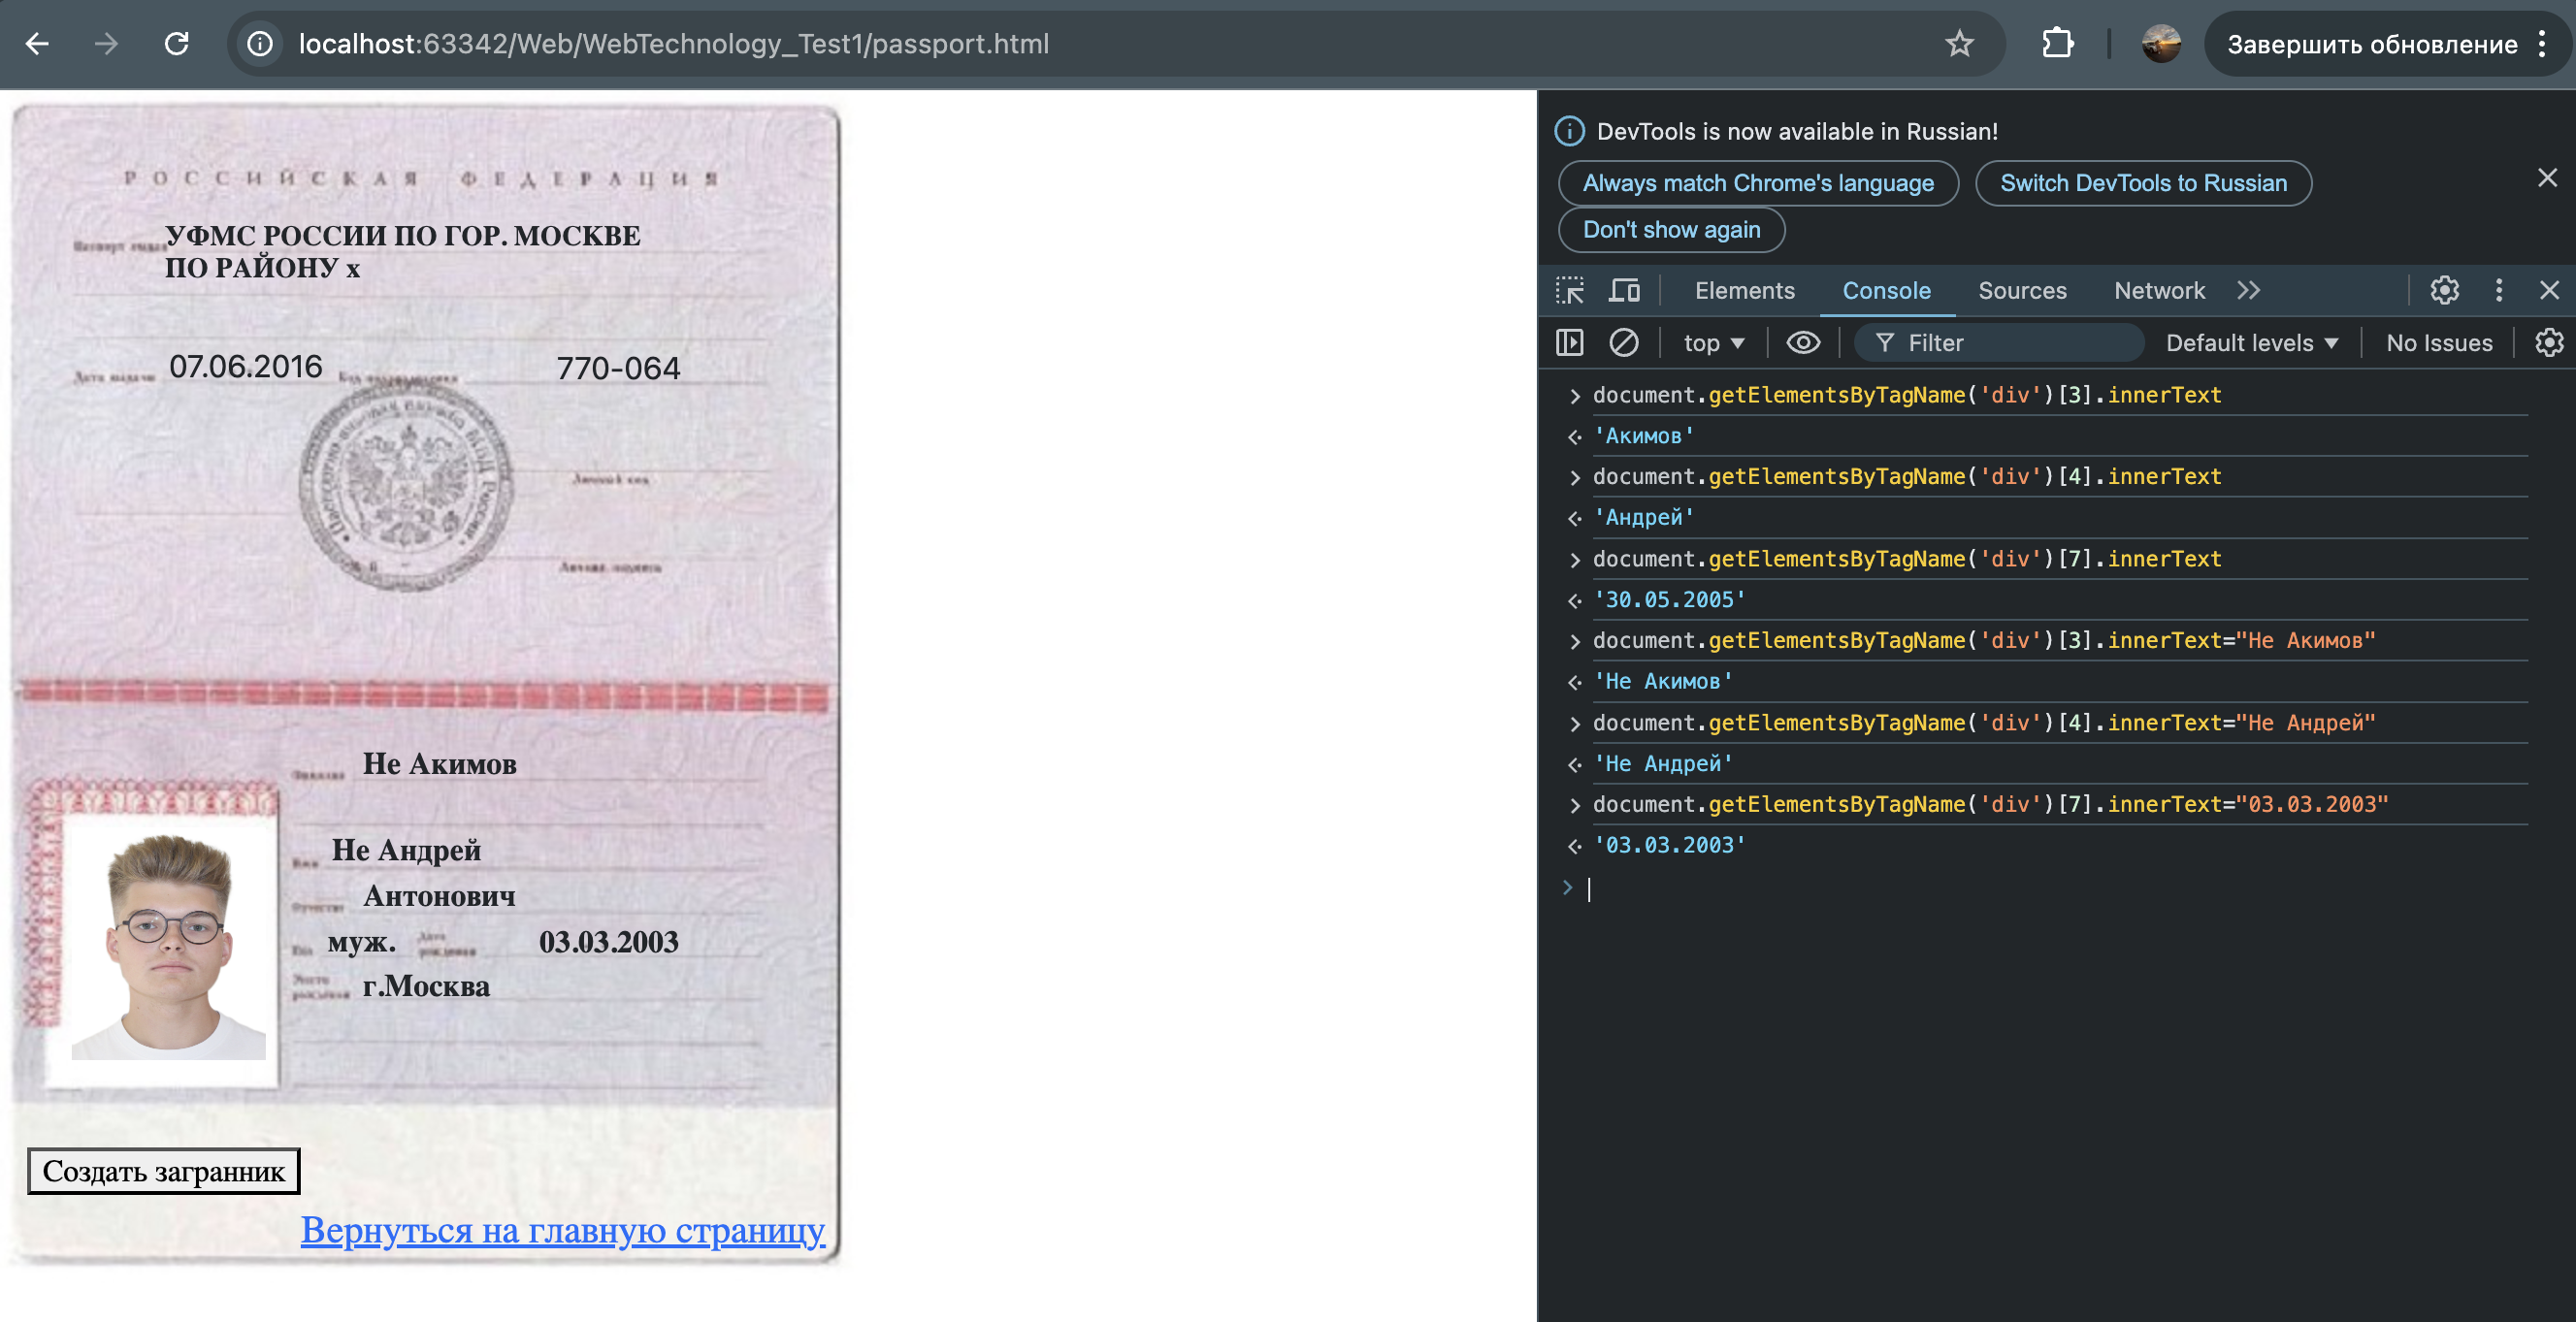 localhost:63342/Web/WebTechnology_Test1/passport.html
Завершить обновление
РОССИЙСКАЯ ФЕДЕРАЦИЯ
Паспорт выдан
УФМС РОССИИ ПО ГОР. МОСКВЕ
ПО РАЙОНУ х
Дата выдачи 07.06.2016 Код подразделения 770-064
Личный код
Личная подпись
Фамилия Не Акимов
Имя Не Андрей
Отчество Антонович
Пол муж. Дата рождения 03.03.2003
Место рождения г.Москва
Создать загранник
Вернуться на главную страницу
DevTools is now available in Russian!
Always match Chrome's language
Switch DevTools to Russian
Don't show again
Elements Console Sources Network
top Filter Default levels No Issues
document.getElementsByTagName('div')[3].innerText
'Акимов'
document.getElementsByTagName('div')[4].innerText
'Андрей'
document.getElementsByTagName('div')[7].innerText
'30.05.2005'
document.getElementsByTagName('div')[3].innerText="Не Акимов"
'Не Акимов'
document.getElementsByTagName('div')[4].innerText="Не Андрей"
'Не Андрей'
document.getElementsByTagName('div')[7].innerText="03.03.2003"
'03.03.2003'